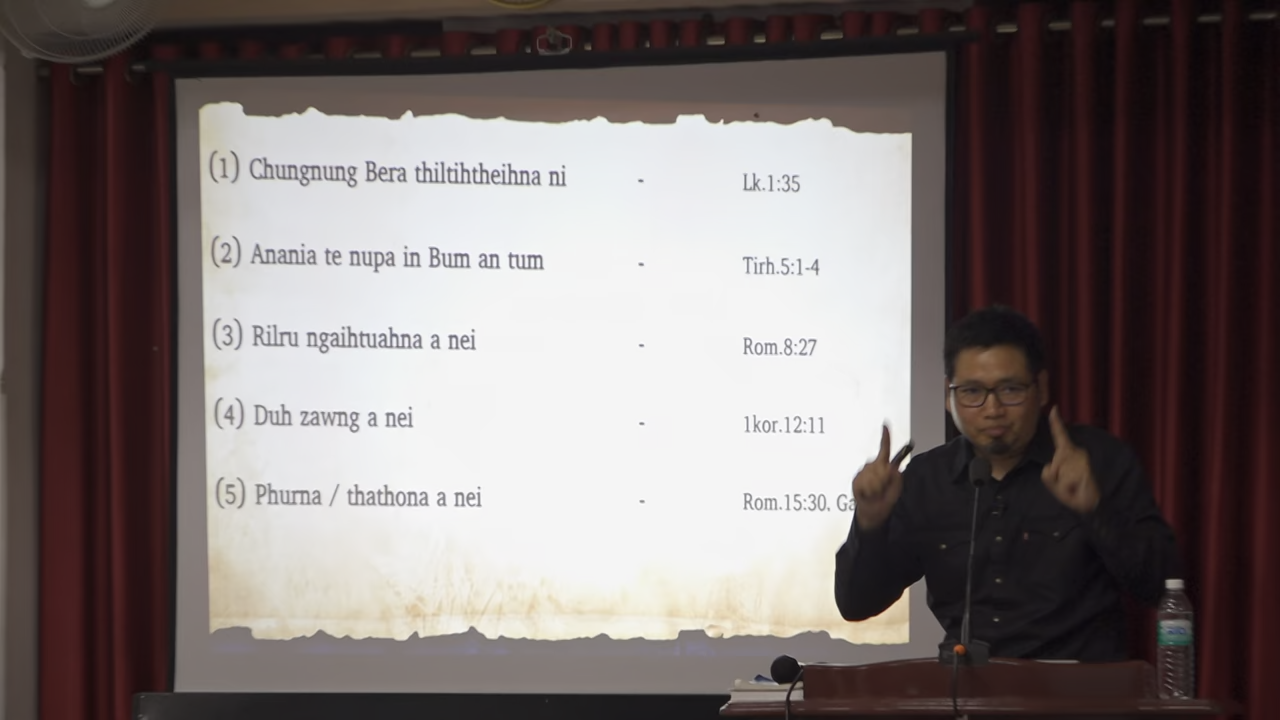 (1) Chungnung Bera thiltihtheihna ni - Lk.1:35
(2) Anania te nupa in Bum an tum - Tirh.5:1-4
(3) Rilru ngaihtuahna a nei - Rom.8:27
(4) Duh zawng a nei - 1kor.12:11
(5) Phurna / thathona a nei - Rom.15:30. Ga